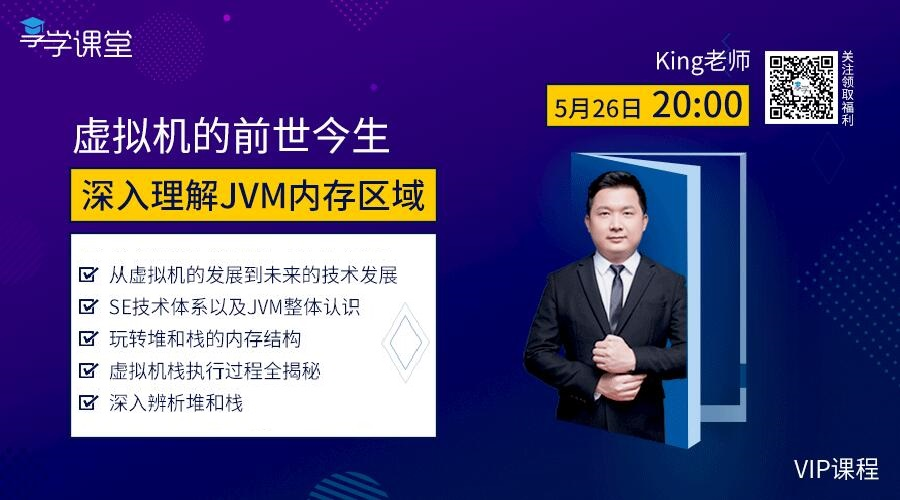 享学课堂
King老师
5月26日 20:00
关注领取福利
虚拟机的前世今生
深入理解JVM内存区域
从虚拟机的发展到未来的技术发展
SE技术体系以及JVM整体认识
玩转堆和栈的内存结构
虚拟机栈执行过程全揭秘
深入辨析堆和栈
VIP课程